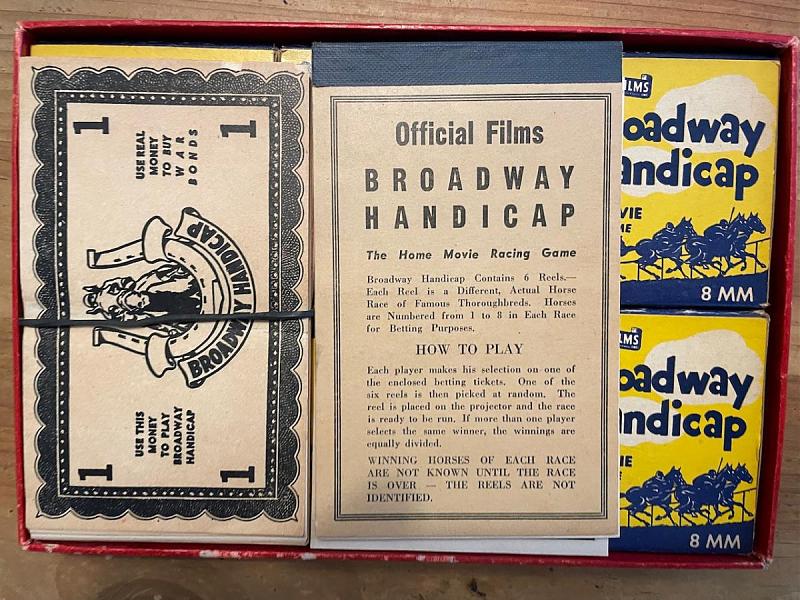 1
USE REAL
MONEY
TO BUY
WAR
BONDS
1
BROADWAY HANDICAP
1
USE THIS
MONEY
TO PLAY
BROADWAY
HANDICAP
1
Official Films
BROADWAY
HANDICAP
The Home Movie Racing Game
Broadway Handicap Contains 6 Reels.—
Each Reel is a Different, Actual Horse
Race of Famous Thoroughbreds. Horses
are Numbered from 1 to 8 in Each Race
for Betting Purposes.
HOW TO PLAY
Each player makes his selection on one of
the enclosed betting tickets. One of the
six reels is then picked at random. The
reel is placed on the projector and the race
is ready to be run. If more than one player
selects the same winner, the winnings are
equally divided.
WINNING HORSES OF EACH RACE
ARE NOT KNOWN UNTIL THE RACE
IS OVER — THE REELS ARE NOT
IDENTIFIED.
ILMS
oadway
andicap
VIE
ME
8 MM
LMS
oadway
andicap
IE
E
8 MM